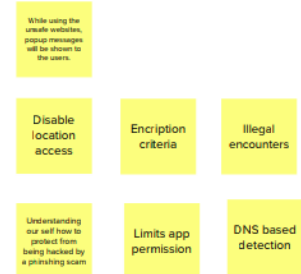 While using the
unsafe websites,
popup messages
will be shown to
the users.
Disable
location
access
Encription
criteria
Illegal
encounters
Understanding
our self how to
protect from
being hacked by
a phinshing scam
Limits app
permission
DNS based
detection